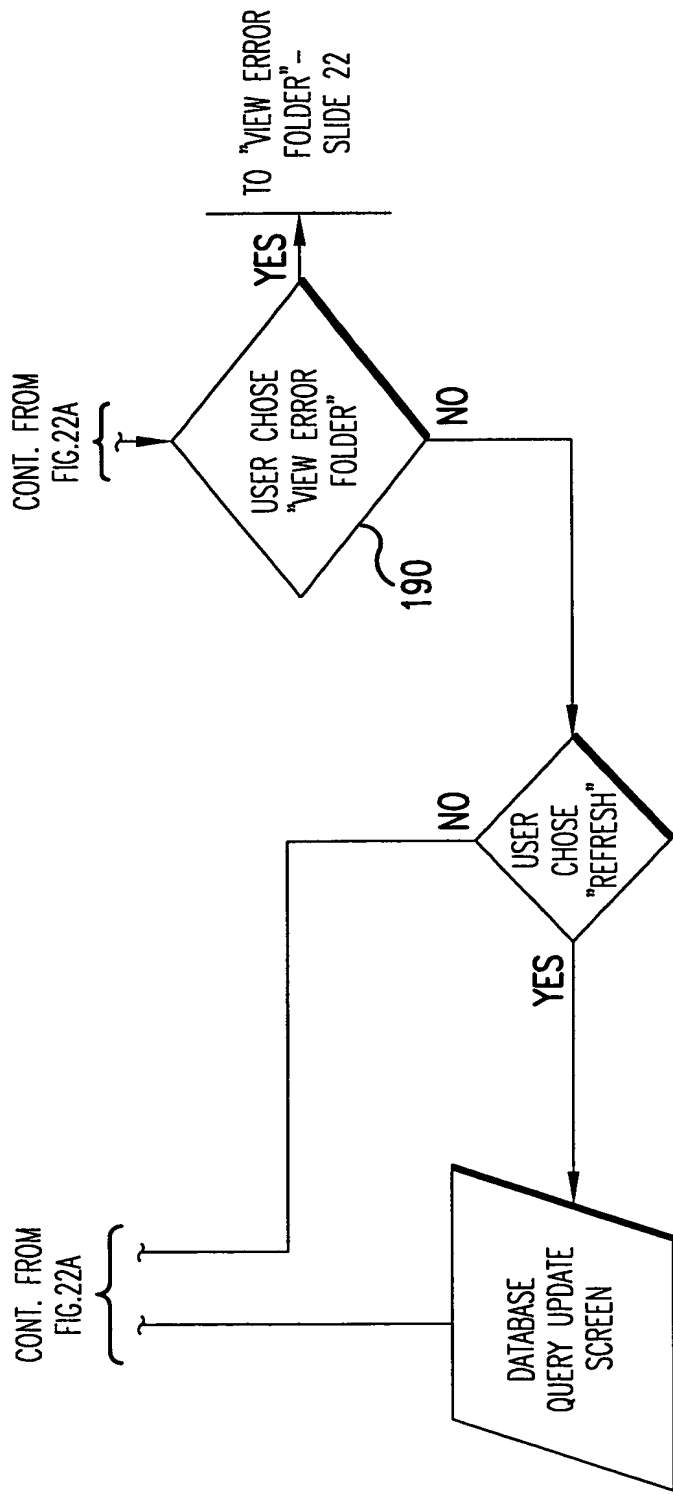 CONT. FROM
FIG.22A
USER CHOSE
"VIEW ERROR
FOLDER"
190
YES
TO "VIEW ERROR
FOLDER"–
SLIDE 22
NO
USER
CHOSE
"REFRESH"
NO
YES
DATABASE
QUERY UPDATE
SCREEN
CONT. FROM
FIG.22A